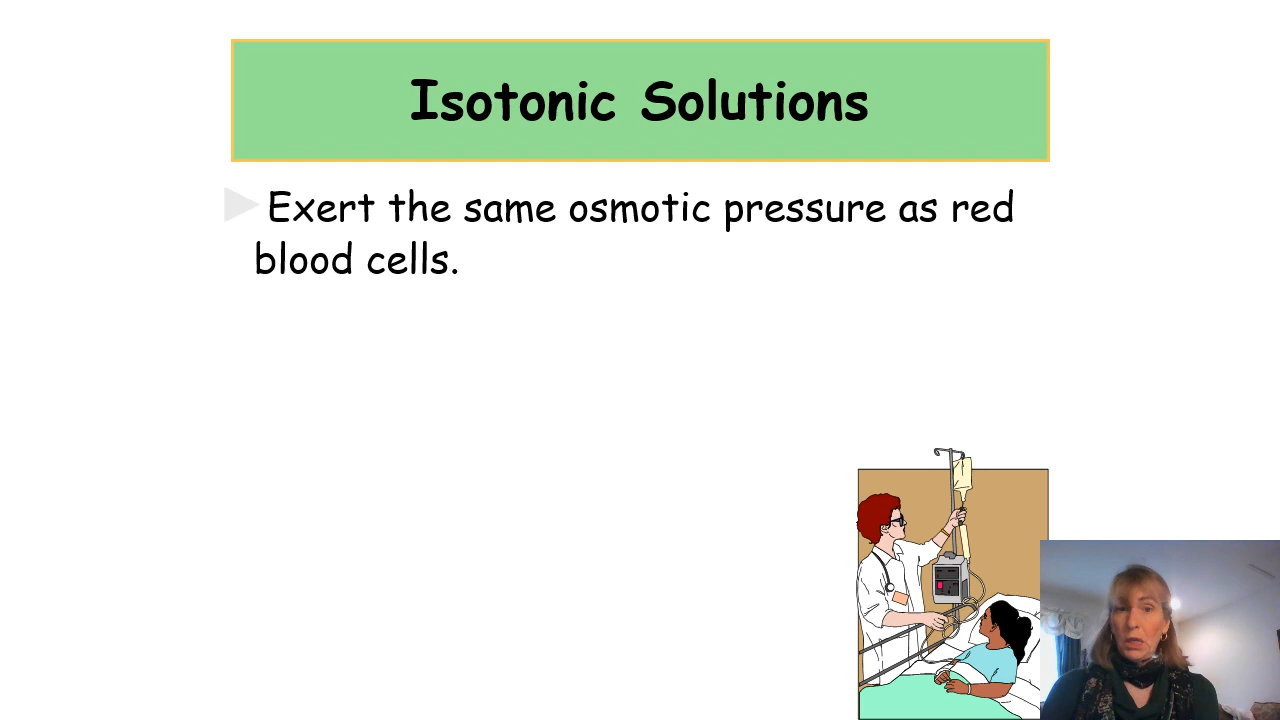 Isotonic Solutions
Exert the same osmotic pressure as red
blood cells.